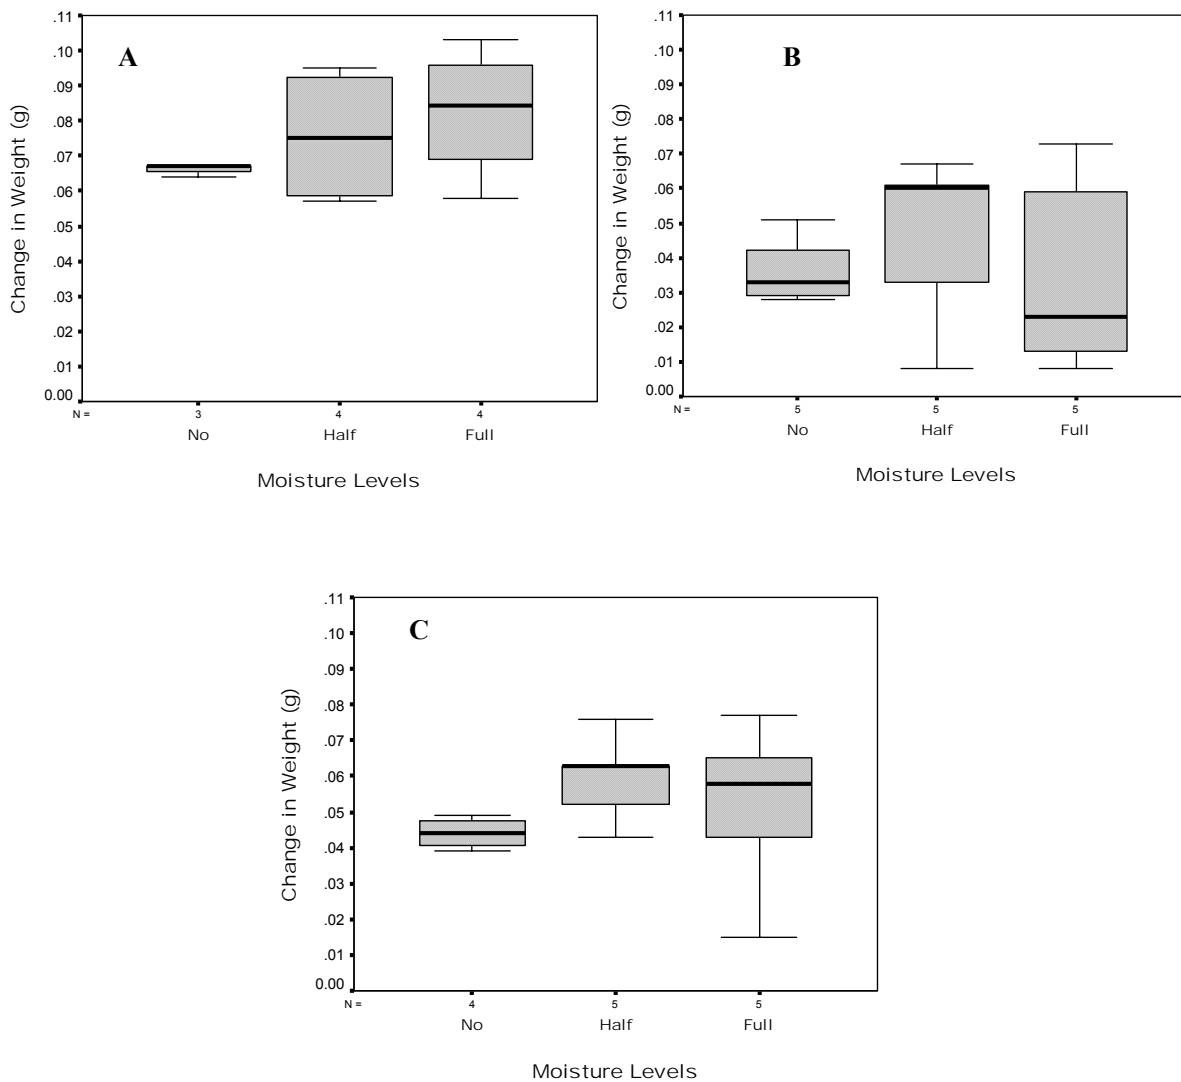 A
Change in Weight (g)
.11
.10
.09
.08
.07
.06
.05
.04
.03
.02
.01
0.00
N = 3 4 4
No Half Full
Moisture Levels
B
Change in Weight (g)
.11
.10
.09
.08
.07
.06
.05
.04
.03
.02
.01
0.00
N = 5 5 5
No Half Full
Moisture Levels
C
Change in Weight (g)
.11
.10
.09
.08
.07
.06
.05
.04
.03
.02
.01
0.00
N = 4 5 5
No Half Full
Moisture Levels